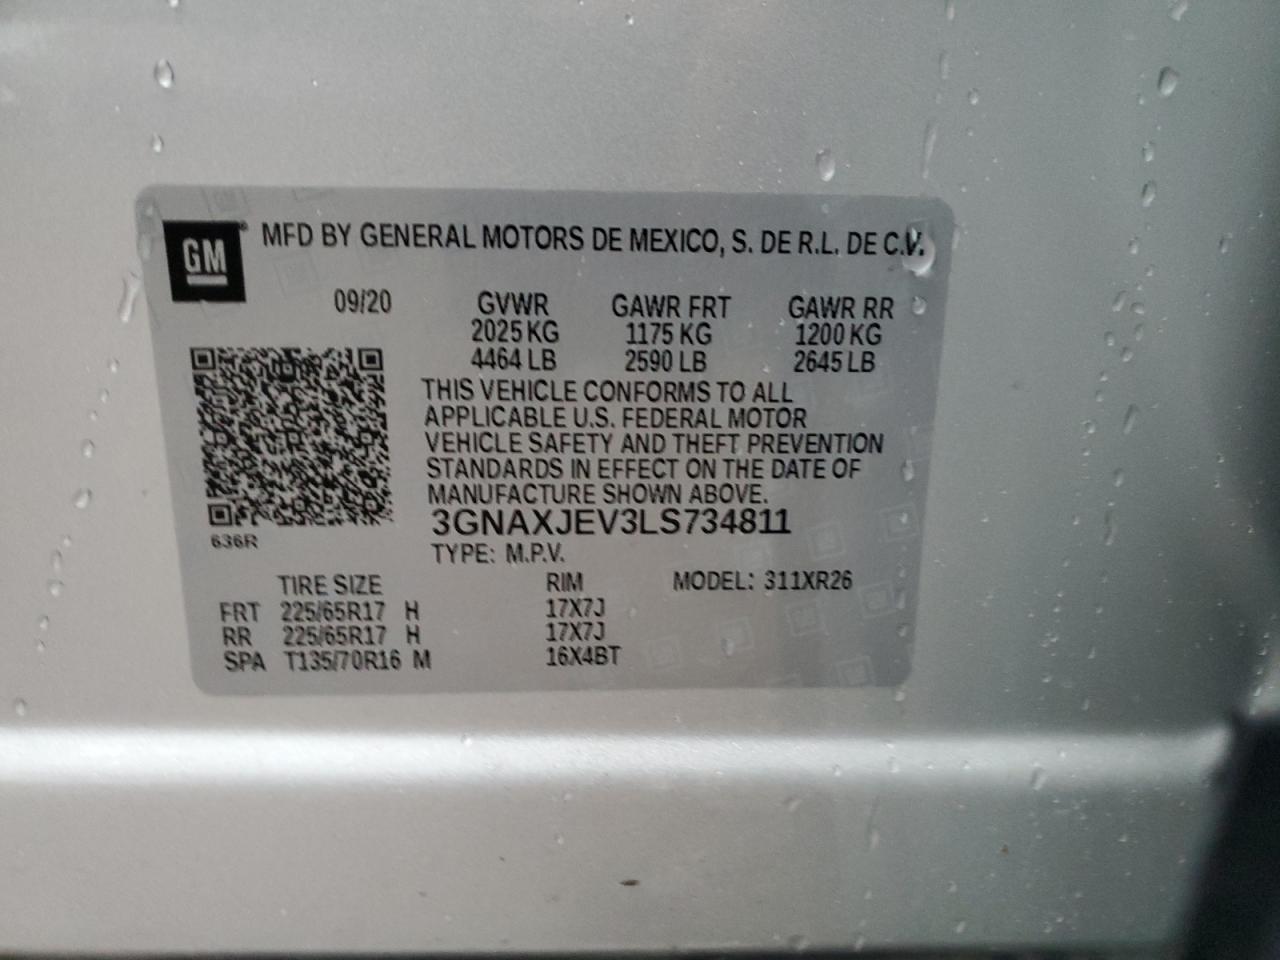 GM MFD BY GENERAL MOTORS DE MEXICO, S. DE R.L. DE C.V.
09/20 GVWR GAWR FRT GAWR RR
2025 KG 1175 KG 1200 KG
4464 LB 2590 LB 2645 LB
THIS VEHICLE CONFORMS TO ALL
APPLICABLE U.S. FEDERAL MOTOR
VEHICLE SAFETY AND THEFT PREVENTION
STANDARDS IN EFFECT ON THE DATE OF
MANUFACTURE SHOWN ABOVE.
3GNAXJEV3LS734811
636R
TYPE: M.P.V.
TIRE SIZE RIM MODEL: 311XR26
FRT 225/65R17 H 17X7J
RR 225/65R17 H 17X7J
SPA T135/70R16 M 16X4BT